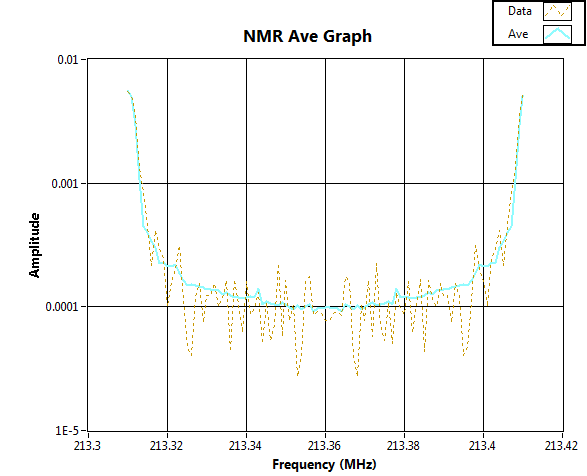 Data
Ave
NMR Ave Graph
0.01
0.001
0.0001
1E-5
Amplitude
213.3 213.32 213.34 213.36 213.38 213.4 213.42
Frequency (MHz)